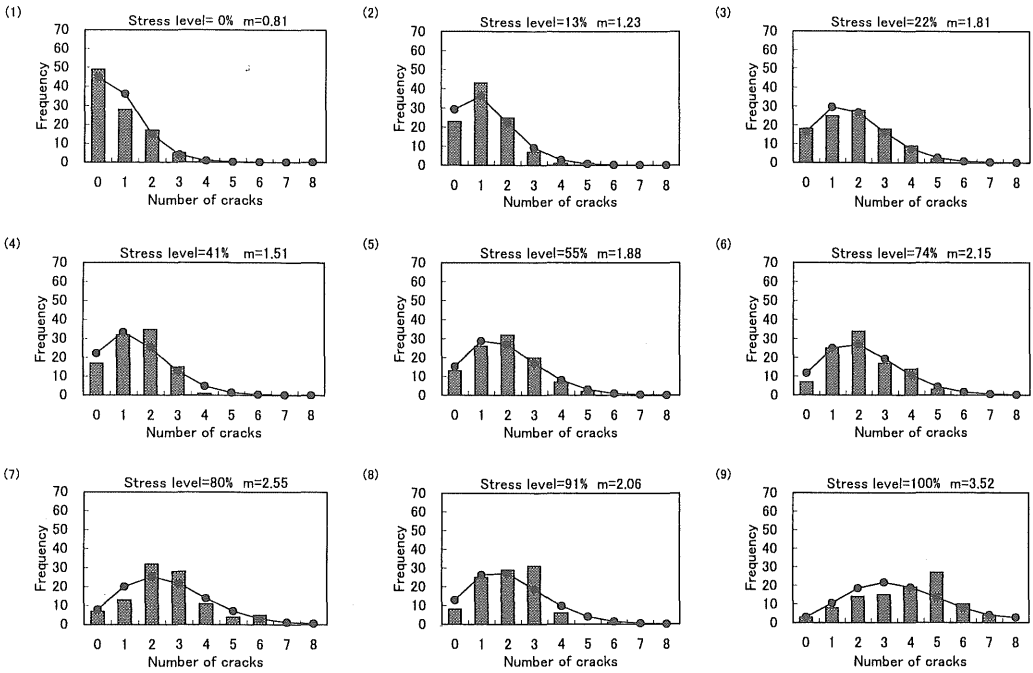 (1)
Stress level= 0% m=0.81
70
60
50
40
30
20
10
0
Frequency
0 1 2 3 4 5 6 7 8
Number of cracks
(2)
Stress level=13% m=1.23
70
60
50
40
30
20
10
0
Frequency
0 1 2 3 4 5 6 7 8
Number of cracks
(3)
Stress level=22% m=1.81
70
60
50
40
30
20
10
0
Frequency
0 1 2 3 4 5 6 7 8
Number of cracks
(4)
Stress level=41% m=1.51
70
60
50
40
30
20
10
0
Frequency
0 1 2 3 4 5 6 7 8
Number of cracks
(5)
Stress level=55% m=1.88
70
60
50
40
30
20
10
0
Frequency
0 1 2 3 4 5 6 7 8
Number of cracks
(6)
Stress level=74% m=2.15
70
60
50
40
30
20
10
0
Frequency
0 1 2 3 4 5 6 7 8
Number of cracks
(7)
Stress level=80% m=2.55
70
60
50
40
30
20
10
0
Frequency
0 1 2 3 4 5 6 7 8
Number of cracks
(8)
Stress level=91% m=2.06
70
60
50
40
30
20
10
0
Frequency
0 1 2 3 4 5 6 7 8
Number of cracks
(9)
Stress level=100% m=3.52
70
60
50
40
30
20
10
0
Frequency
0 1 2 3 4 5 6 7 8
Number of cracks